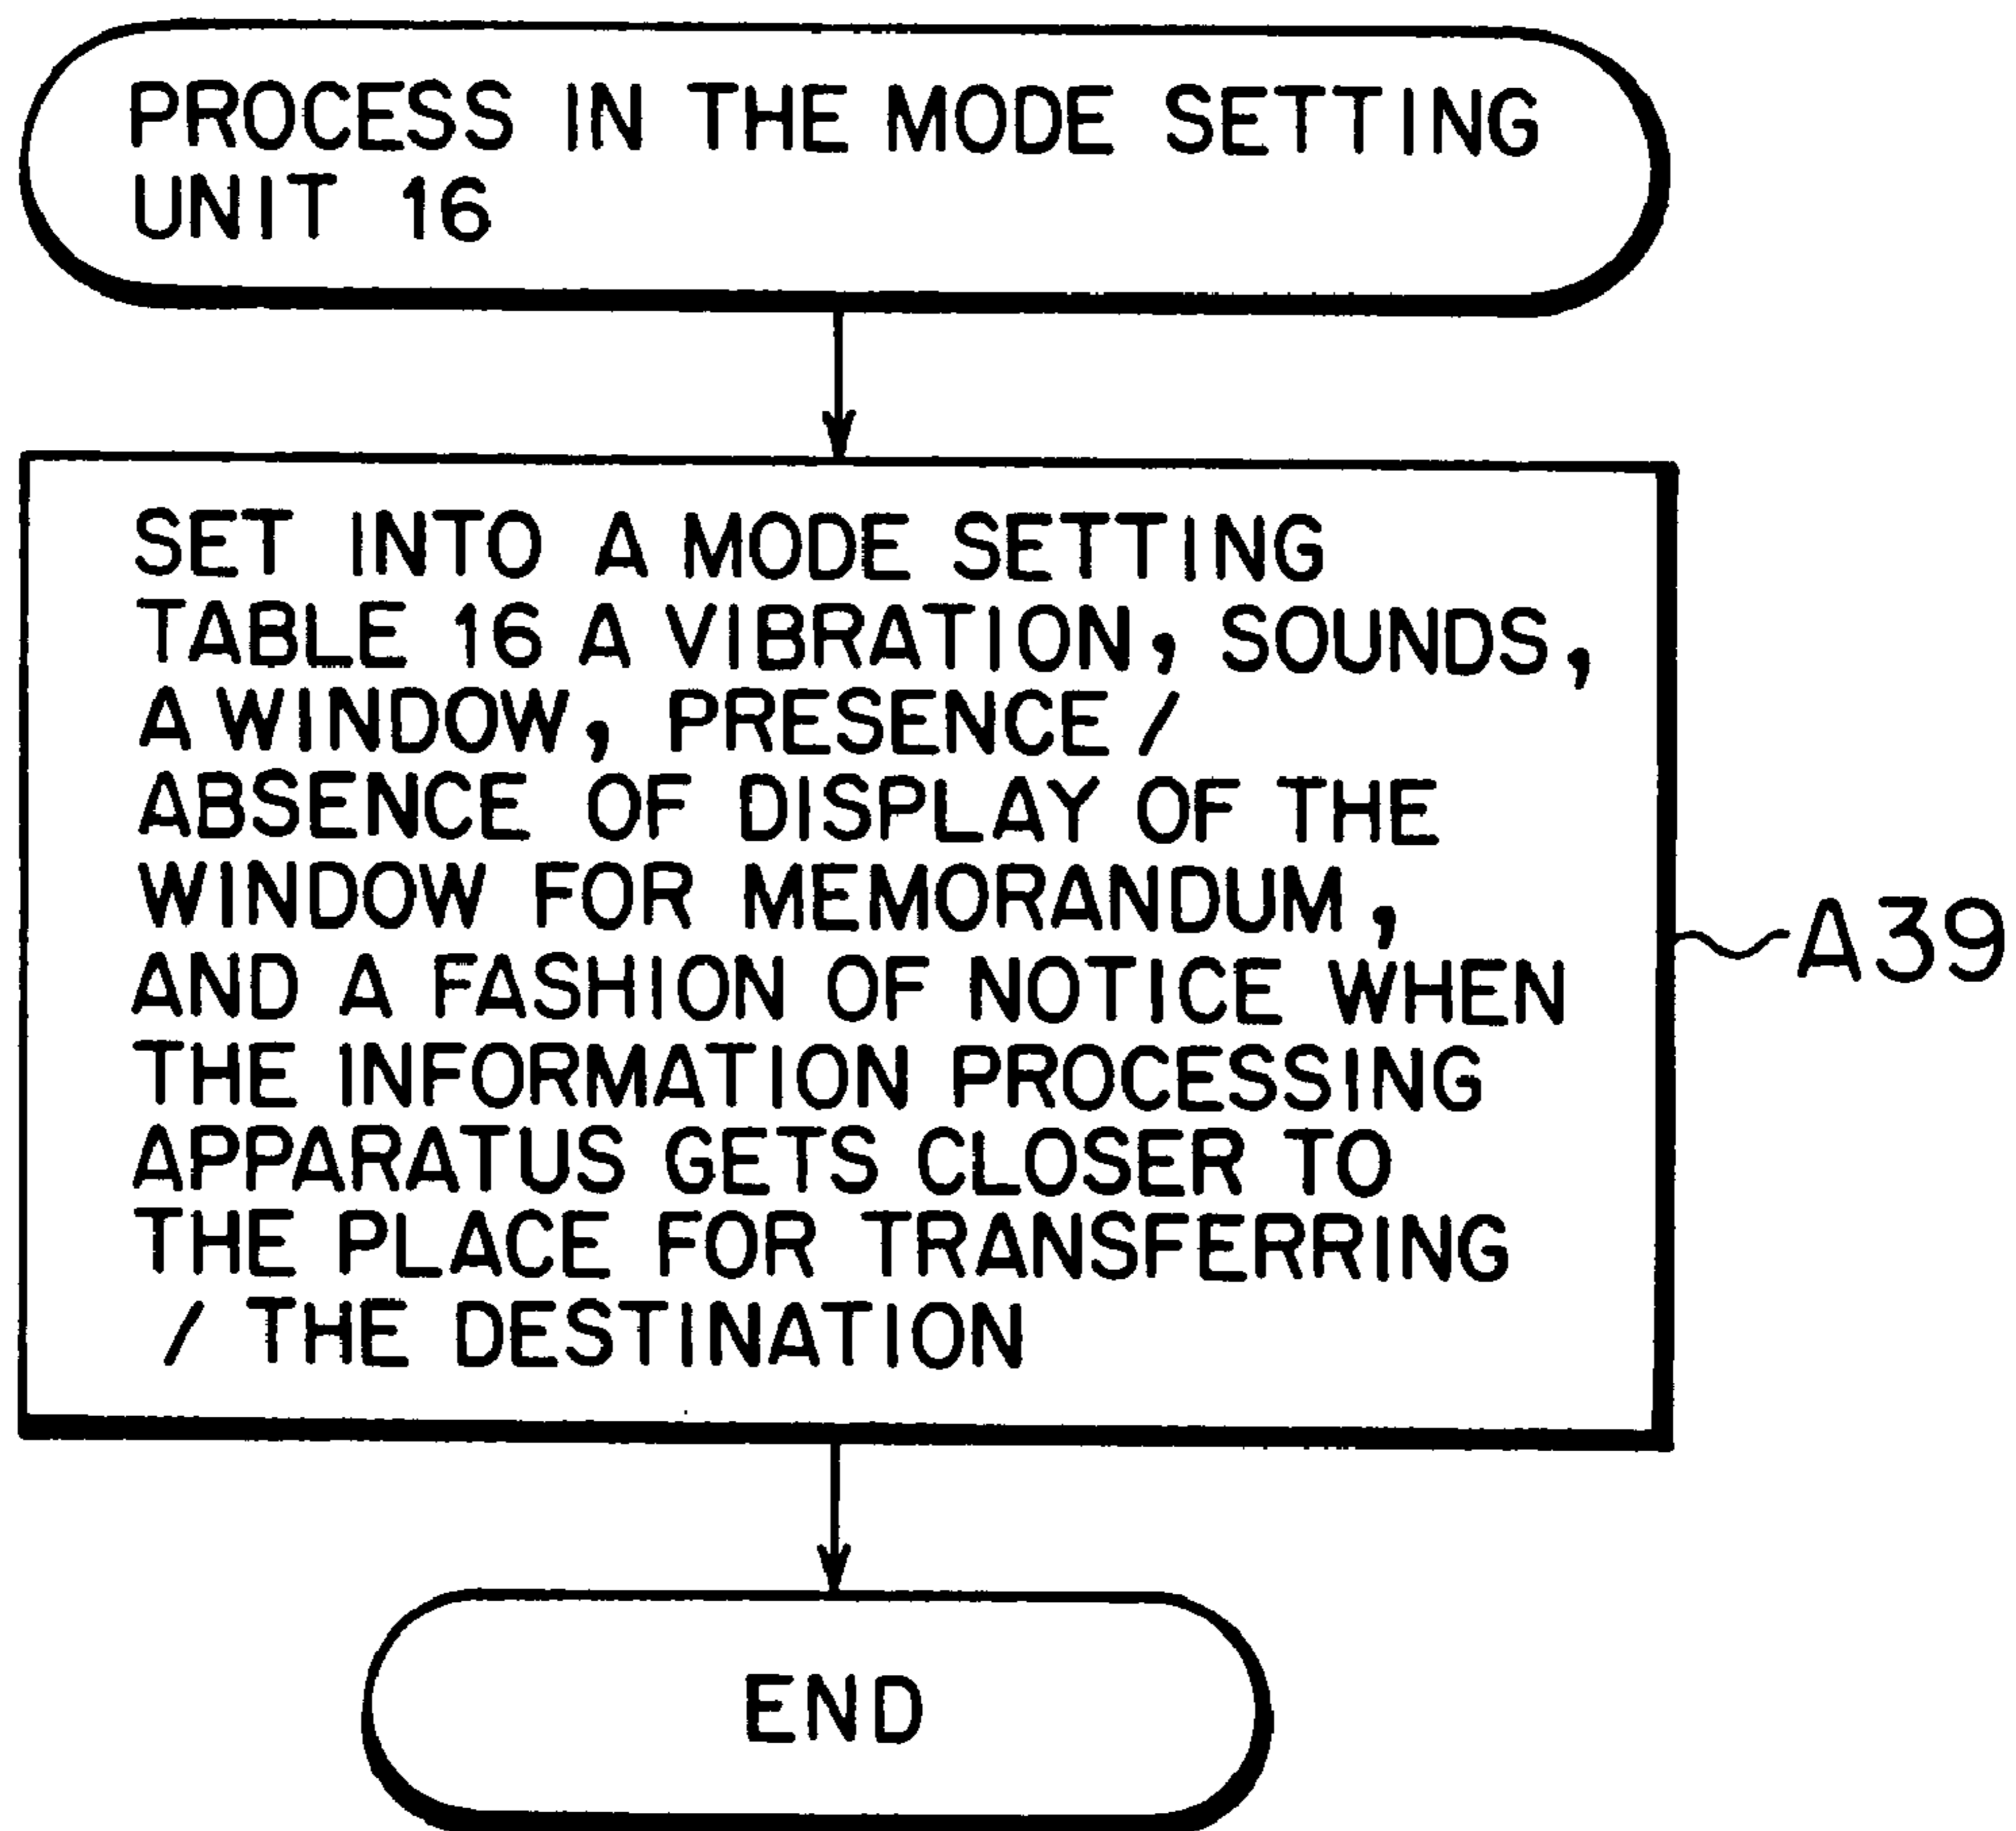 PROCESS IN THE MODE SETTING
UNIT 16
SET INTO A MODE SETTING
TABLE 16 A VIBRATION, SOUNDS,
A WINDOW, PRESENCE /
ABSENCE OF DISPLAY OF THE
WINDOW FOR MEMORANDUM,
AND A FASHION OF NOTICE WHEN
THE INFORMATION PROCESSING
APPARATUS GETS CLOSER TO
THE PLACE FOR TRANSFERRING
/ THE DESTINATION
A39
END